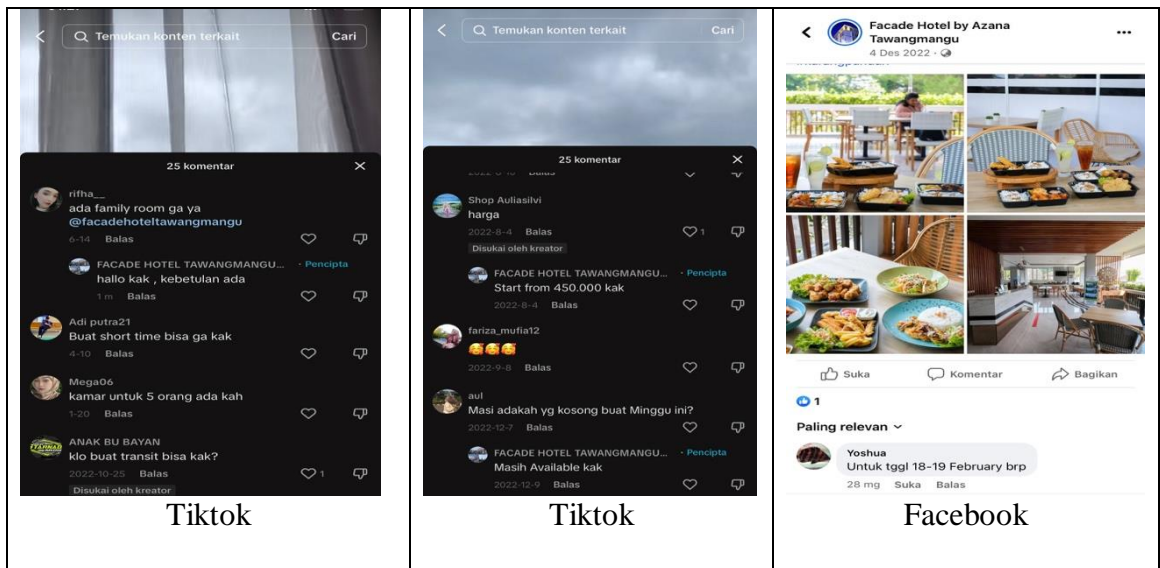 Temukan konten terkait
Cari
25 komentar
rifha__
ada family room ga ya
@facadehoteltawangmangu
6-14 Balas
FACADE HOTEL TAWANGMANGU... · Pencipta
hallo kak , kebetulan ada
1 m Balas
Adi putra21
Buat short time bisa ga kak
4-10 Balas
Mega06
kamar untuk 5 orang ada kah
1-20 Balas
ANAK BU BAYAN
klo buat transit bisa kak?
2022-10-25 Balas 1
Disukai oleh kreator
Tiktok
Temukan konten terkait
Cari
25 komentar
Shop Auliasilvi
harga
2022-8-4 Balas 1
Disukai oleh kreator
FACADE HOTEL TAWANGMANGU... · Pencipta
Start from 450.000 kak
2022-8-4 Balas
fariza_mufia12
🥰🥰🥰
2022-9-8 Balas
aul
Masi adakah yg kosong buat Minggu ini?
2022-12-7 Balas
FACADE HOTEL TAWANGMANGU... · Pencipta
Masih Available kak
2022-12-9 Balas
Tiktok
Facade Hotel by Azana
Tawangmangu
4 Des 2022 ·
Suka Komentar Bagikan
1
Paling relevan
Yoshua
Untuk tggl 18-19 February brp
28 mg Suka Balas
Facebook